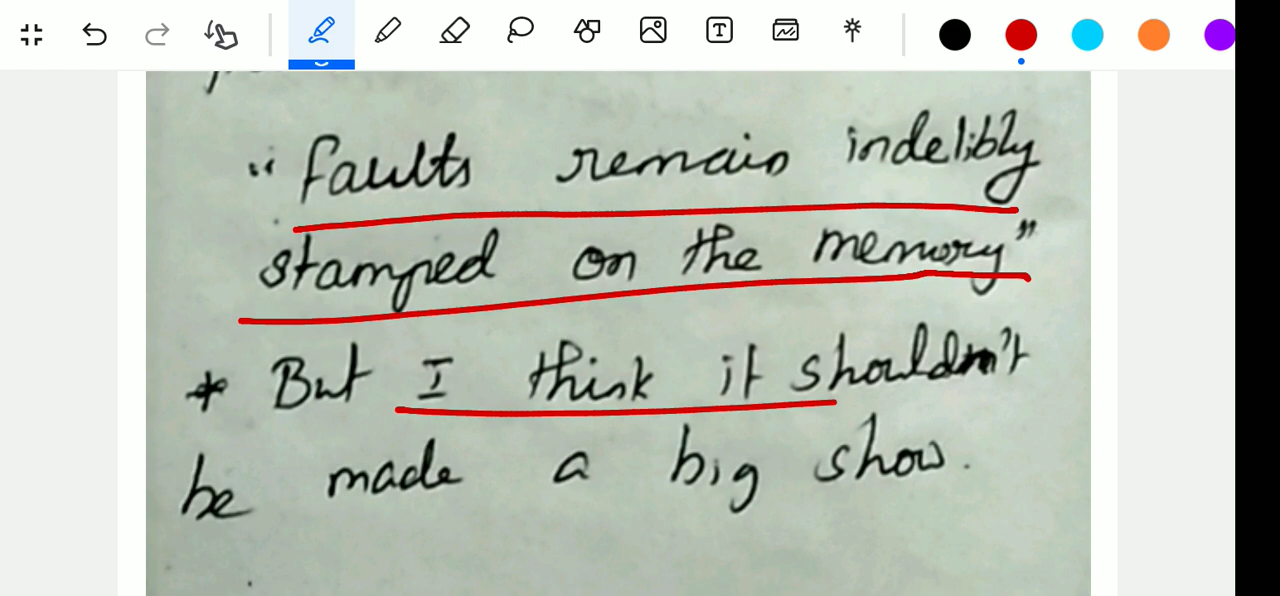 “faults remain indelibly
stamped on the memory”
* But I think it shouldn't
be made a big show.